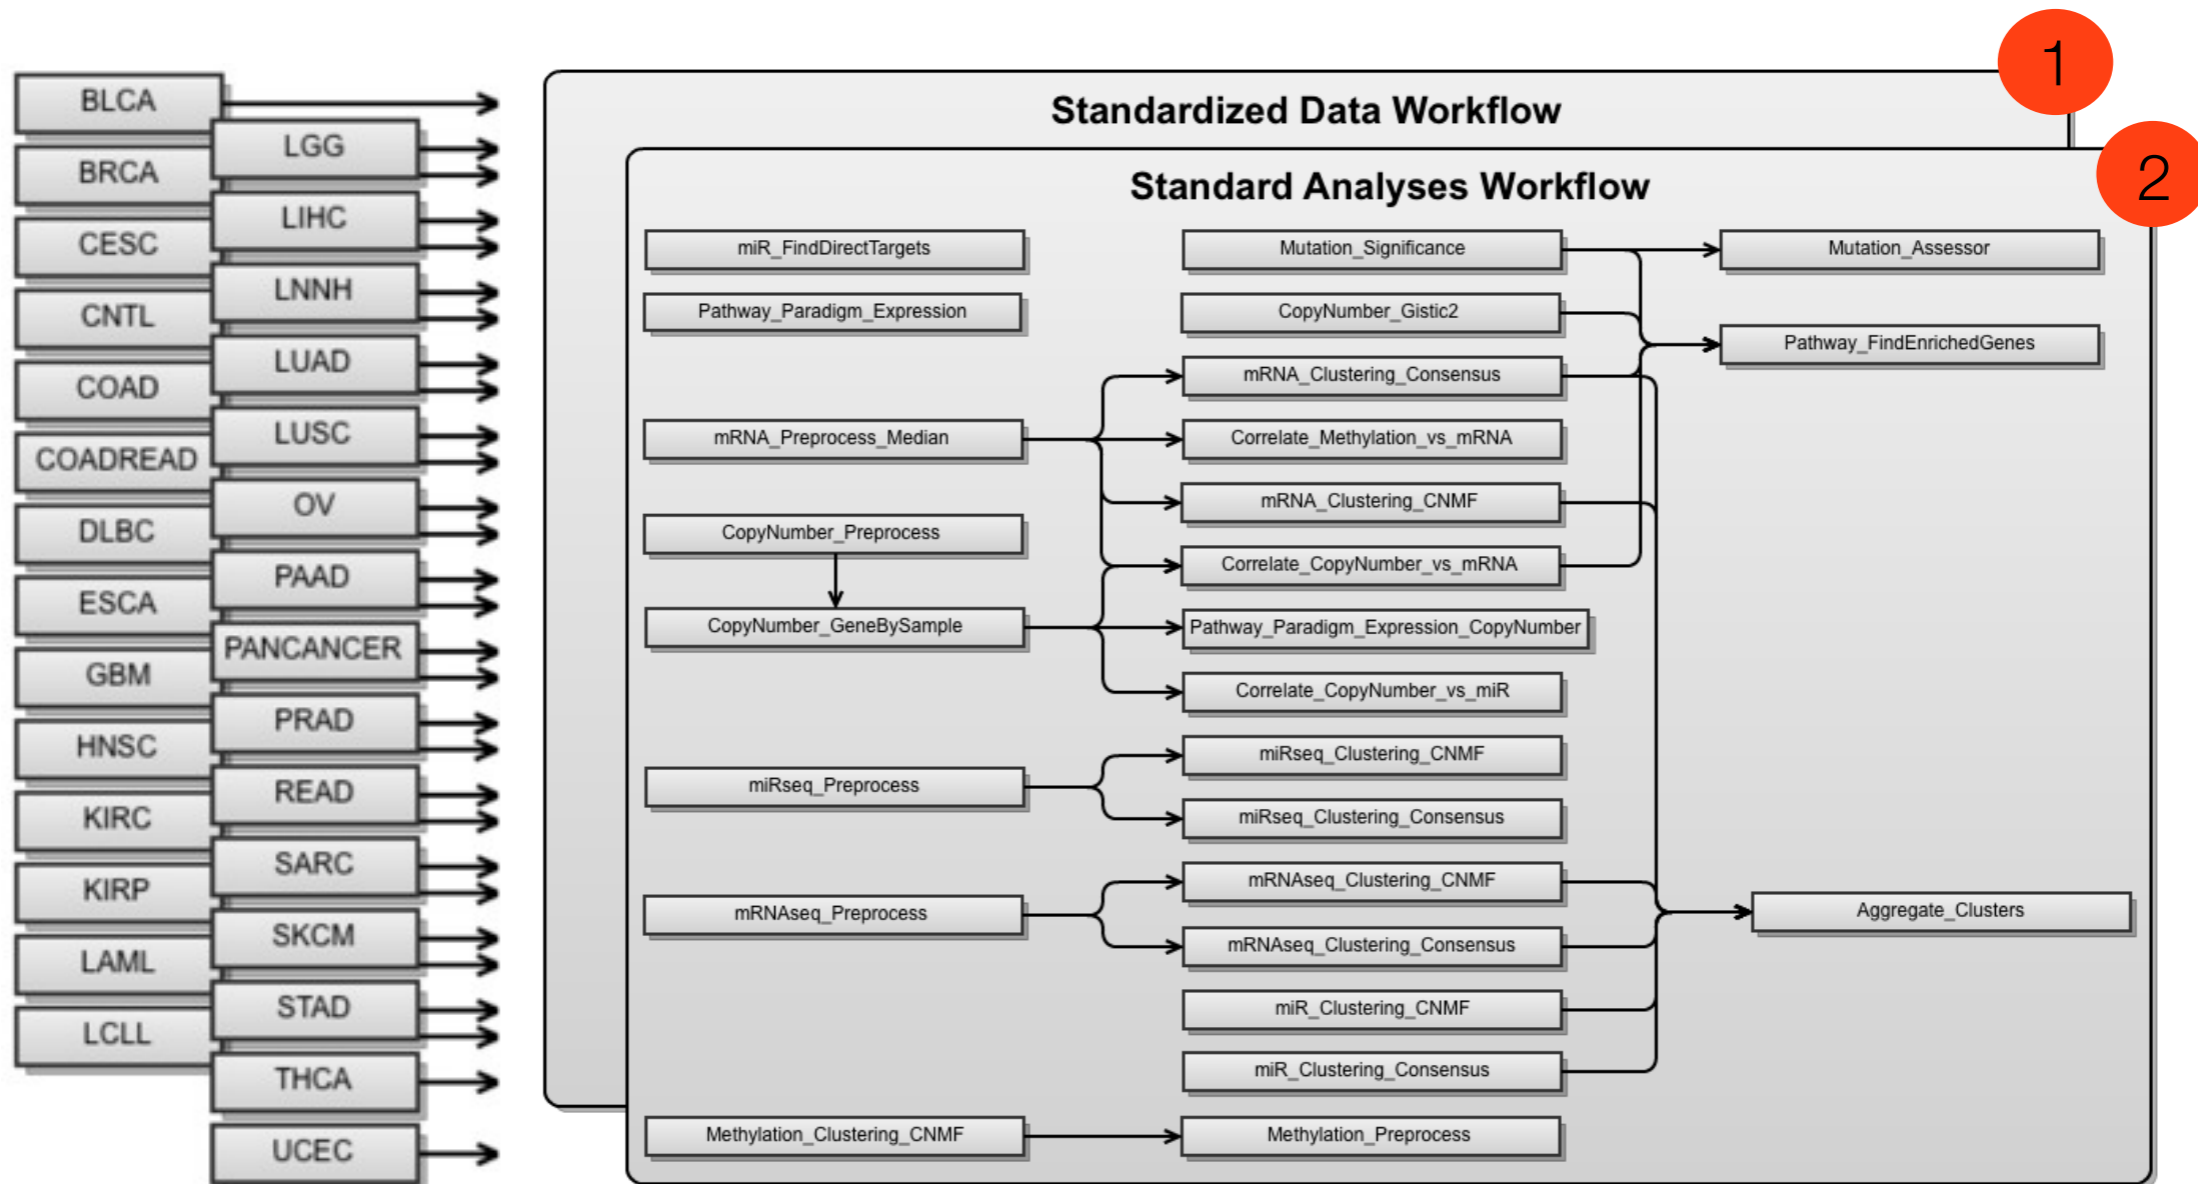 1
Standardized Data Workflow
2
Standard Analyses Workflow
BLCA
BRCA
CESC
CNTL
COAD
COADREAD
DLBC
ESCA
GBM
HNSC
KIRC
KIRP
LAML
LCLL
LGG
LIHC
LNNH
LUAD
LUSC
OV
PAAD
PANCANCER
PRAD
READ
SARC
SKCM
STAD
THCA
UCEC
miR_FindDirectTargets
Pathway_Paradigm_Expression
mRNA_Preprocess_Median
CopyNumber_Preprocess
CopyNumber_GeneBySample
miRseq_Preprocess
mRNAseq_Preprocess
Methylation_Clustering_CNMF
Mutation_Significance
CopyNumber_Gistic2
mRNA_Clustering_Consensus
Correlate_Methylation_vs_mRNA
mRNA_Clustering_CNMF
Correlate_CopyNumber_vs_mRNA
Pathway_Paradigm_Expression_CopyNumber
Correlate_CopyNumber_vs_miR
miRseq_Clustering_CNMF
miRseq_Clustering_Consensus
mRNAseq_Clustering_CNMF
mRNAseq_Clustering_Consensus
miR_Clustering_CNMF
miR_Clustering_Consensus
Methylation_Preprocess
Mutation_Assessor
Pathway_FindEnrichedGenes
Aggregate_Clusters